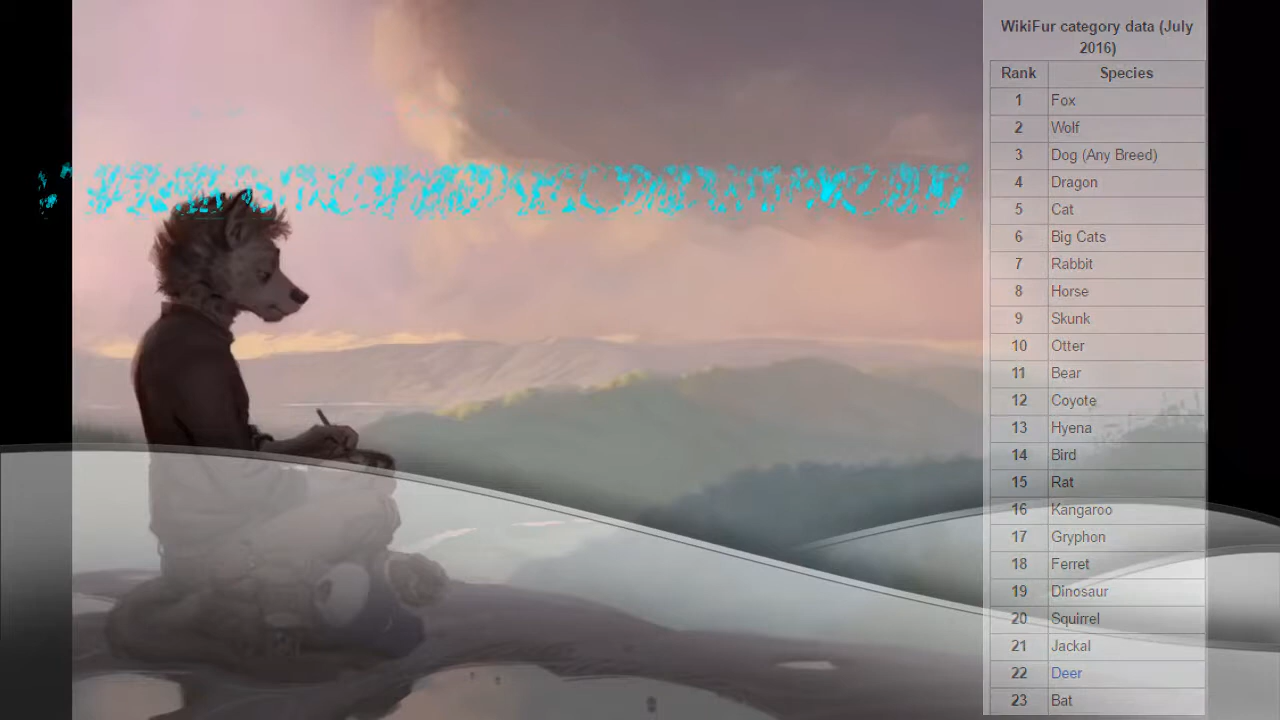 WikiFur category data (July
2016)
Rank Species
1 Fox
2 Wolf
3 Dog (Any Breed)
4 Dragon
5 Cat
6 Big Cats
7 Rabbit
8 Horse
9 Skunk
10 Otter
11 Bear
12 Coyote
13 Hyena
14 Bird
15 Rat
16 Kangaroo
17 Gryphon
18 Ferret
19 Dinosaur
20 Squirrel
21 Jackal
22 Deer
23 Bat